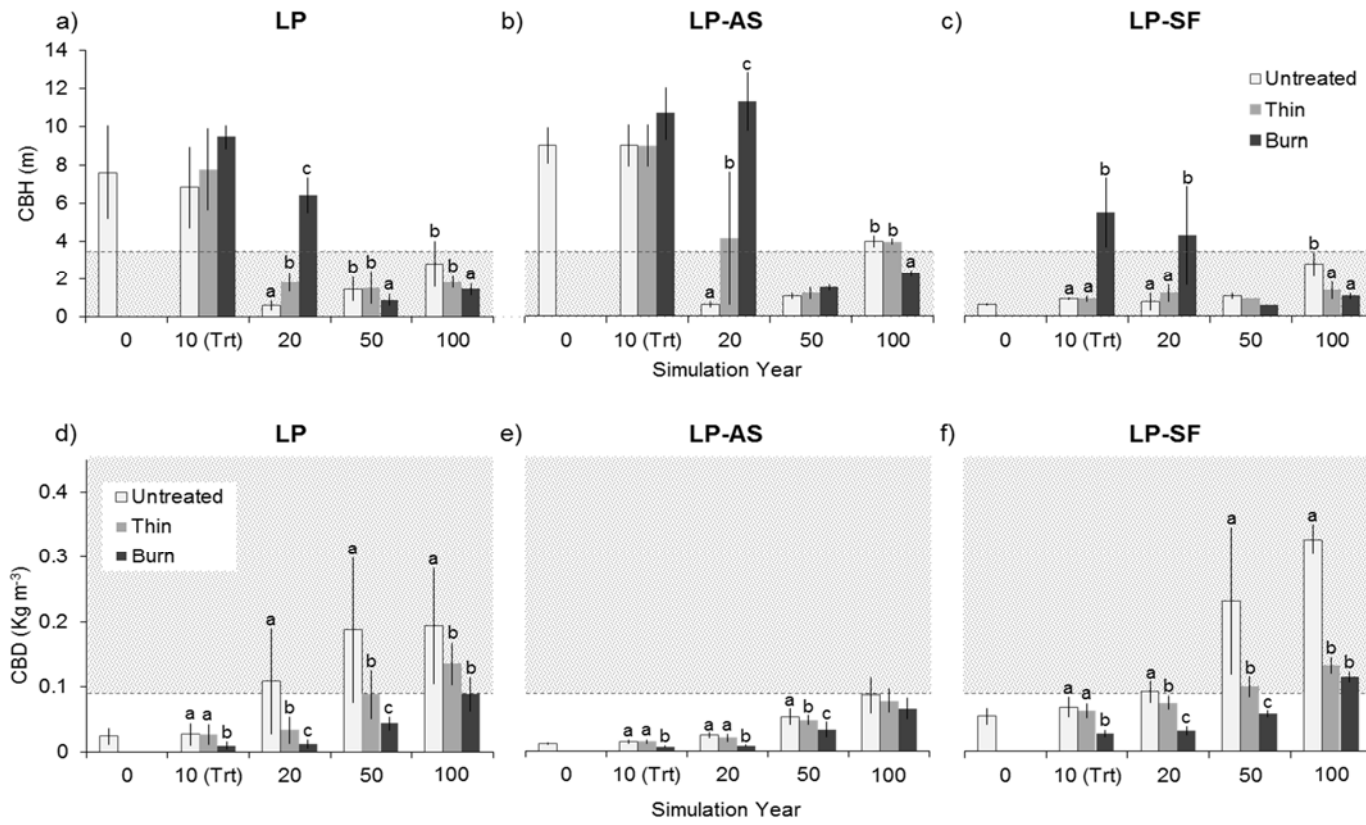 a) LP b) LP-AS c) LP-SF
14
12
10
8
6
4
2
0
CBH (m)
Untreated
Thin
Burn
a b c b b a b b a
a b c b b a
a a b a a b b a a
0 10 (Trt) 20 50 100 0 10 (Trt) 20 50 100 0 10 (Trt) 20 50 100
Simulation Year
d) LP e) LP-AS f) LP-SF
0.4
0.3
0.2
0.1
0
CBD (Kg m⁻³)
Untreated
Thin
Burn
a a b a b c a b c a b b
a a b a a b a b c
a a b a b c a b c a b b
0 10 (Trt) 20 50 100 0 10 (Trt) 20 50 100 0 10 (Trt) 20 50 100
Simulation Year